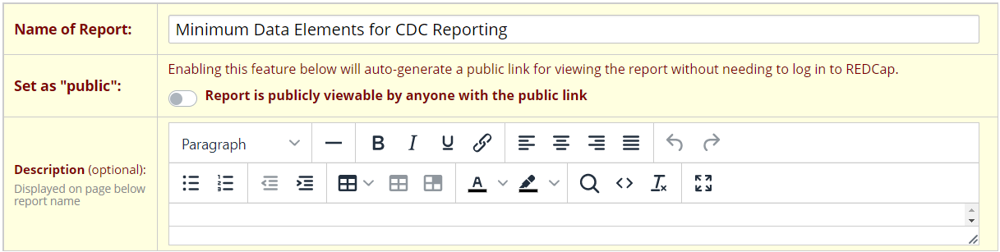 Name of Report: Minimum Data Elements for CDC Reporting
Set as "public": Enabling this feature below will auto-generate a public link for viewing the report without needing to log in to REDCap.
Report is publicly viewable by anyone with the public link
Paragraph B I U
Description (optional):
Displayed on page below
report name
A